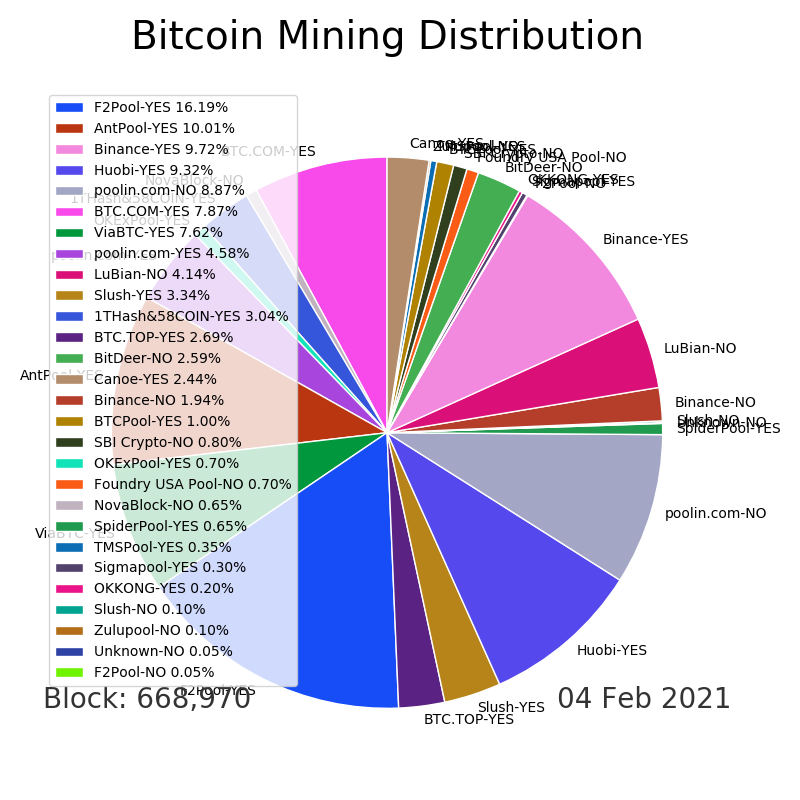 Bitcoin Mining Distribution
F2Pool-YES 16.19%
AntPool-YES 10.01%
Binance-YES 9.72%
Huobi-YES 9.32%
poolin.com-NO 8.87%
BTC.COM-YES 7.87%
ViaBTC-YES 7.62%
poolin.com-YES 4.58%
LuBian-NO 4.14%
Slush-YES 3.34%
1THash&58COIN-YES 3.04%
BTC.TOP-YES 2.69%
BitDeer-NO 2.59%
Canoe-YES 2.44%
Binance-NO 1.94%
BTCPool-YES 1.00%
SBI Crypto-NO 0.80%
OKExPool-YES 0.70%
Foundry USA Pool-NO 0.70%
NovaBlock-NO 0.65%
SpiderPool-YES 0.65%
TMSPool-YES 0.35%
Sigmapool-YES 0.30%
OKKONG-YES 0.20%
Slush-NO 0.10%
Zulupool-NO 0.10%
Unknown-NO 0.05%
F2Pool-NO 0.05%
BTC.COM-YES
NovaBlock-NO
1THash&58COIN-YES
OKExPool-YES
poolin.com-YES
AntPool-YES
ViaBTC-YES
F2Pool-YES
Canoe-YES
Foundry USA Pool-NO
BitDeer-NO
OKKONG-YES
Binance-YES
LuBian-NO
Binance-NO
Slush-NO
SpiderPool-YES
poolin.com-NO
Huobi-YES
Slush-YES
BTC.TOP-YES
Block: 668,970
04 Feb 2021